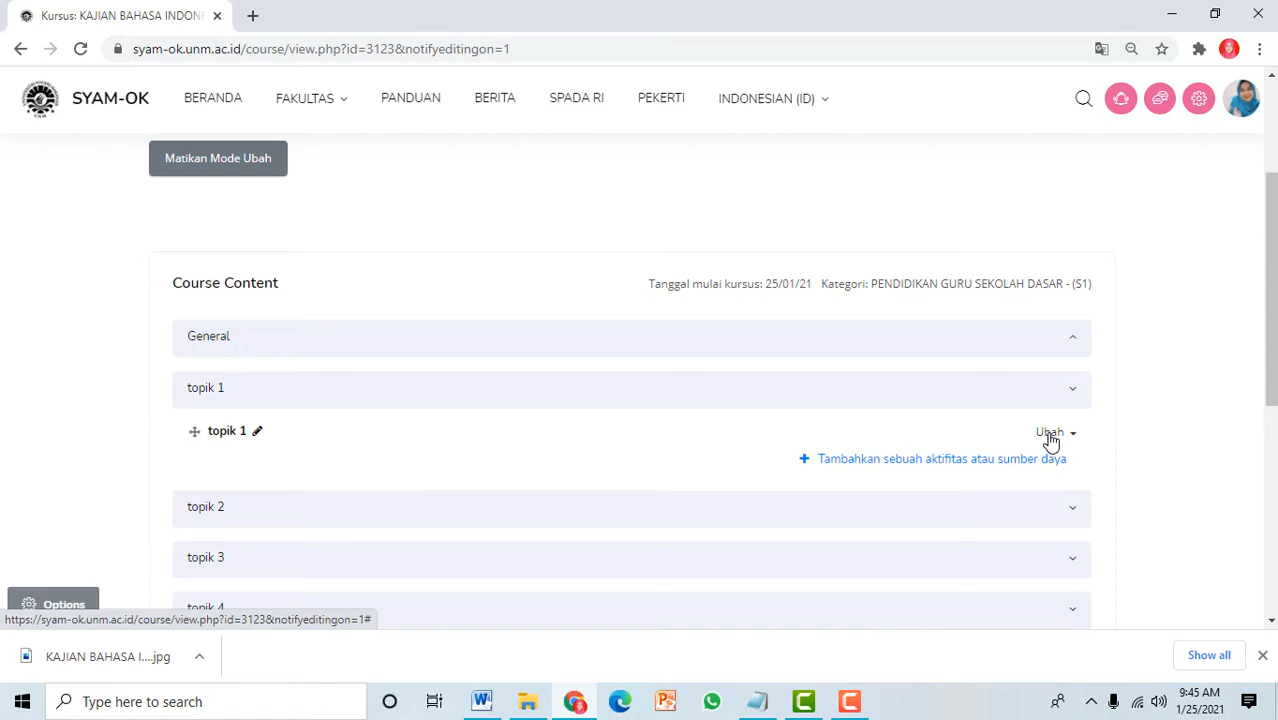 Kursus: KAJIAN BAHASA INDONE
syam-ok.unm.ac.id/course/view.php?id=3123&notifyeditingon=1
SYAM-OK
BERANDA
FAKULTAS
PANDUAN
BERITA
SPADA RI
PEKERTI
INDONESIAN (ID)
Matikan Mode Ubah
Course Content
Tanggal mulai kursus: 25/01/21 Kategori: PENDIDIKAN GURU SEKOLAH DASAR - (S1)
General
topik 1
topik 1
Ubah
+ Tambahkan sebuah aktifitas atau sumber daya
topik 2
topik 3
topik 4
Options
https://syam-ok.unm.ac.id/course/view.php?id=3123&notifyeditingon=1#
KAJIAN BAHASA I....jpg
Show all
Type here to search
9:45 AM
1/25/2021